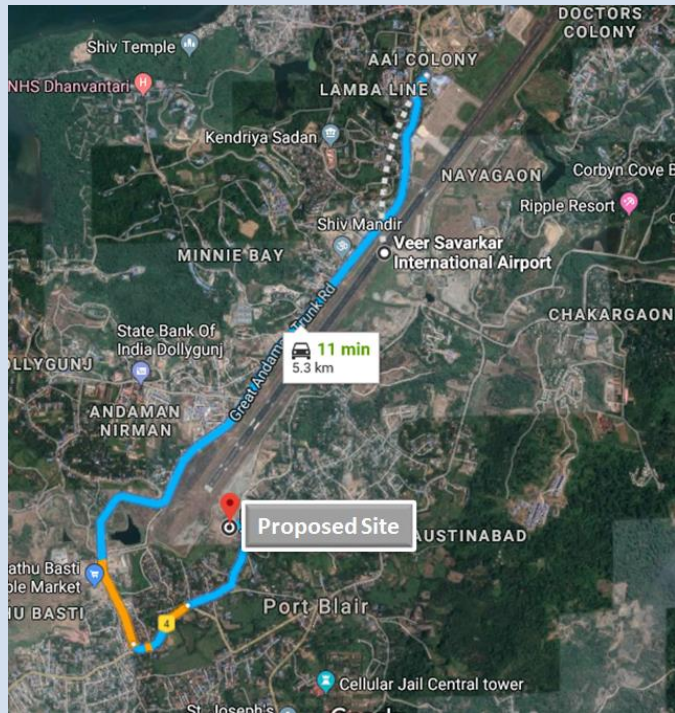 DOCTORS
COLONY
Shiv Temple
AAI COLONY
NHS Dhanvantari
LAMBA LINE
Kendriya Sadan
NAYAGAON
Corbyn Cove B
Ripple Resort
Shiv Mandir
Veer Savarkar
International Airport
MINNIE BAY
Great Andaman Trunk Rd
CHAKARGAON
State Bank Of
India Dollygunj
11 min
5.3 km
OLLYGUNJ
ANDAMAN
NIRMAN
Proposed Site
AUSTINABAD
athu Basti
ble Market
HU BASTI
Port Blair
4
Cellular Jail Central tower
St. Joseph's